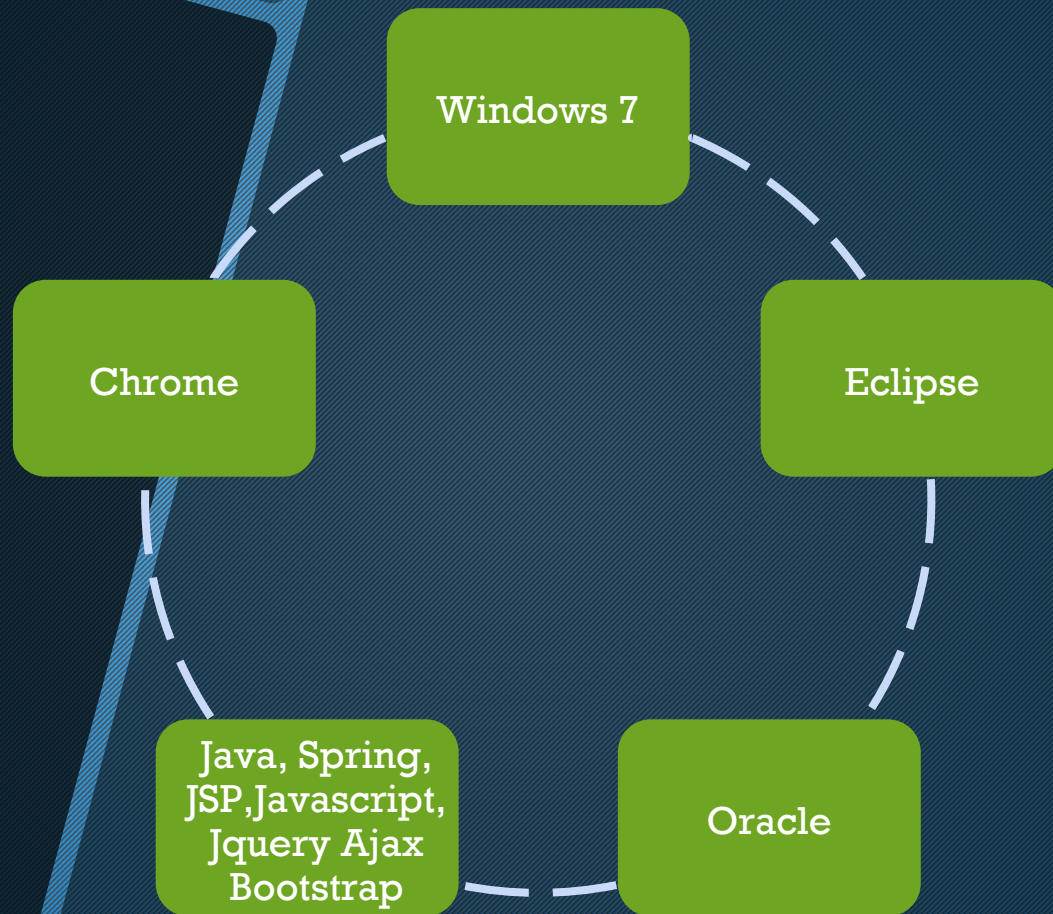 Windows 7
Chrome
Eclipse
Java, Spring,
JSP,Javascript,
Jquery Ajax
Bootstrap
Oracle